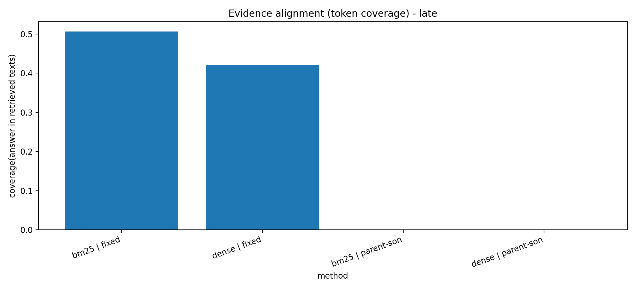 Evidence alignment (token coverage) - late
coverage(answer in retrieved texts)
0.5
0.4
0.3
0.2
0.1
0.0
bm25 | fixed
dense | fixed
bm25 | parent-son
dense | parent-son
method